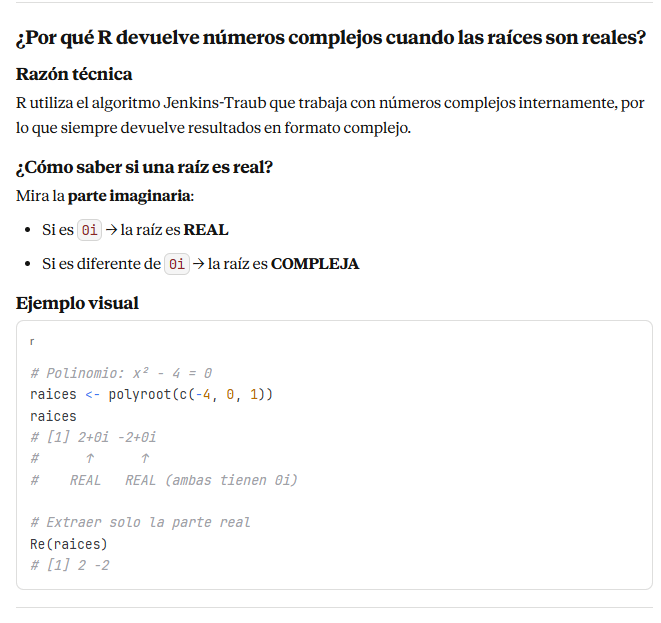 ¿Por qué R devuelve números complejos cuando las raíces son reales?
Razón técnica
R utiliza el algoritmo Jenkins-Traub que trabaja con números complejos internamente, por
lo que siempre devuelve resultados en formato complejo.
¿Cómo saber si una raíz es real?
Mira la parte imaginaria:
• Si es 0i → la raíz es REAL
• Si es diferente de 0i → la raíz es COMPLEJA
Ejemplo visual
r
# Polinomio: x² - 4 = 0
raices <- polyroot(c(-4, 0, 1))
raices
# [1] 2+0i -2+0i
#      ↑     ↑
#    REAL   REAL (ambas tienen 0i)
# Extraer solo la parte real
Re(raices)
# [1] 2 -2